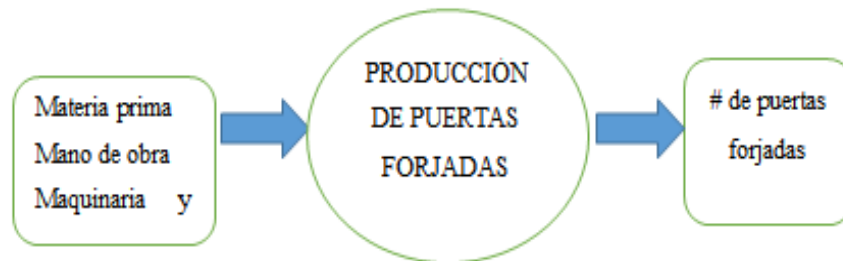 Materia prima
Mano de obra
Maquinaria y
PRODUCCIÓN
DE PUERTAS
FORJADAS
# de puertas
forjadas